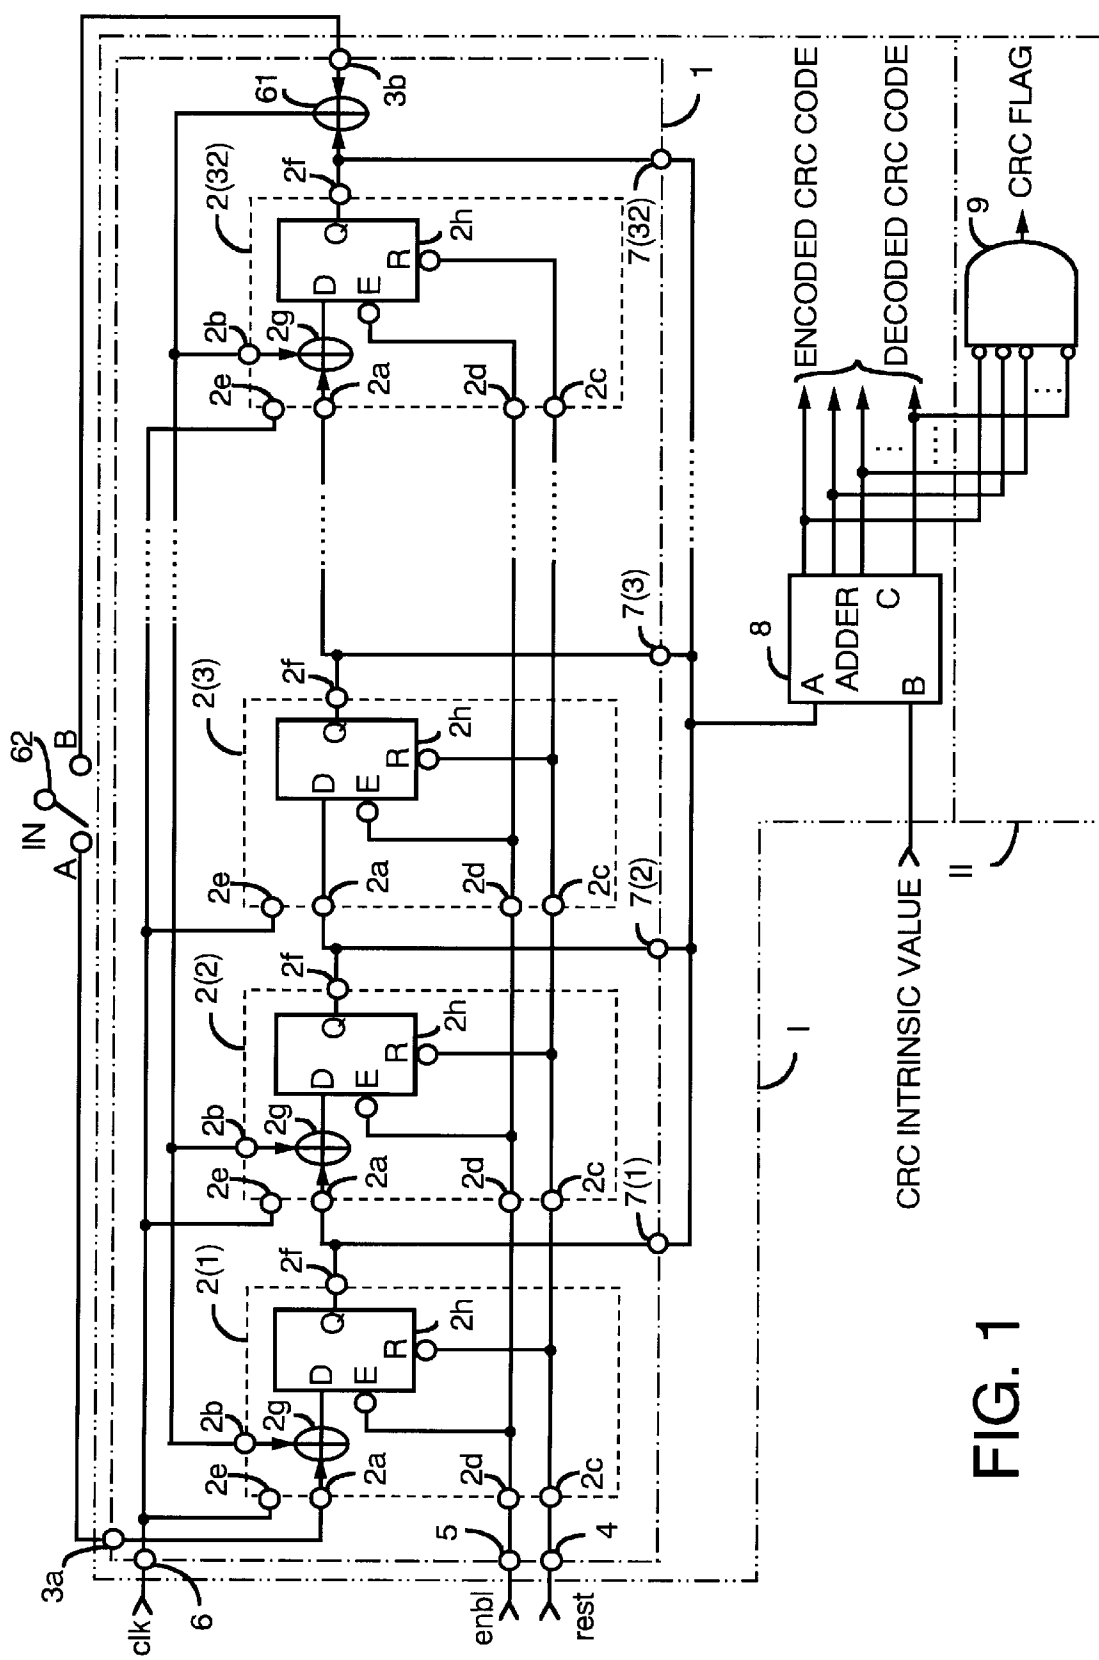 IN
62
A
B
3a
clk
6
61
3b
1
2(1)
2e
2b
2g
2a
D
Q
E
R
2h
2f
2d
2c
2(2)
2e
2b
2g
2a
D
Q
E
R
2h
2f
2d
2c
2(3)
2e
2a
D
Q
E
R
2h
2f
2d
2c
2(32)
2e
2b
2g
2a
D
Q
E
R
2h
2f
2d
2c
enbl
5
rest
4
7(1)
7(2)
7(3)
7(32)
I
II
CRC INTRINSIC VALUE
8
A
ADDER
B
C
ENCODED CRC CODE
DECODED CRC CODE
9
CRC FLAG
FIG. 1